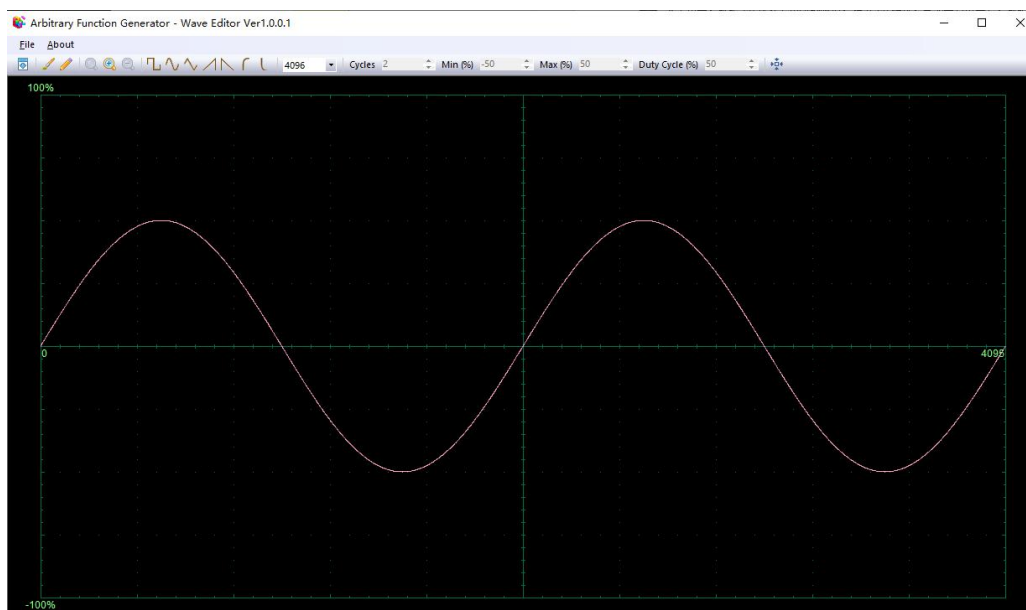 Arbitrary Function Generator - Wave Editor Ver1.0.0.1
File About
4096 Cycles 2 Min (%) -50 Max (%) 50 Duty Cycle (%) 50
100%
0 4095
-100%